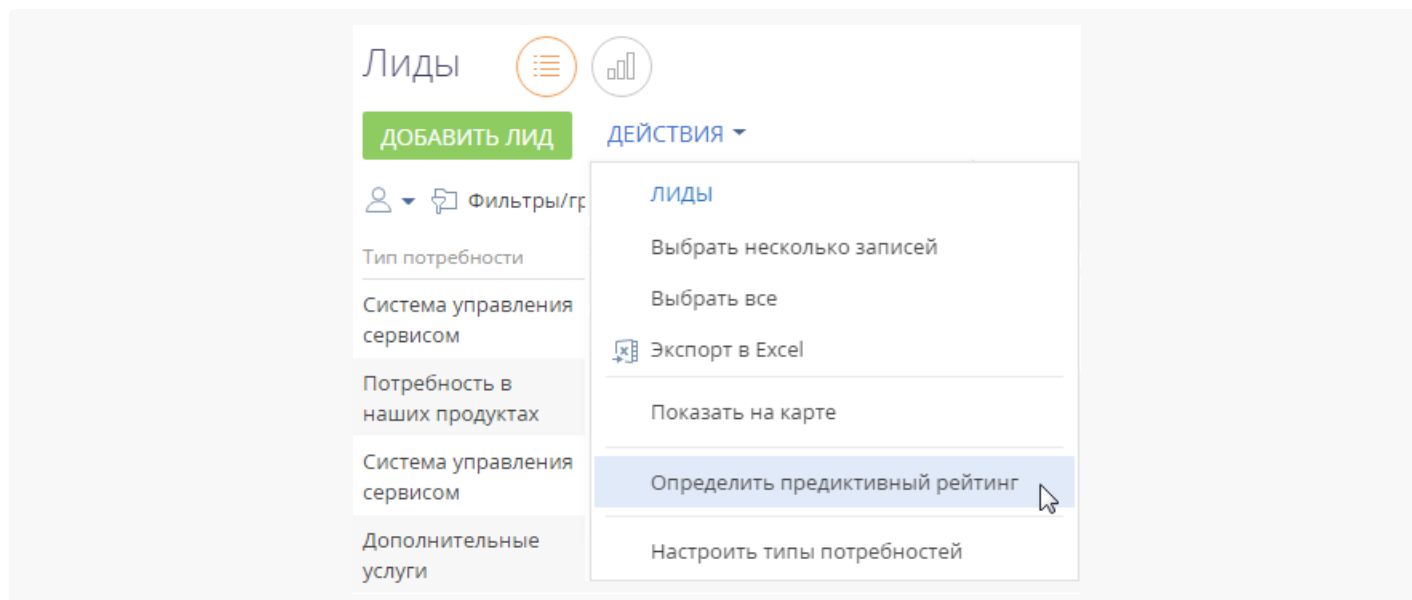 Лиды
ДОБАВИТЬ ЛИД
ДЕЙСТВИЯ
Фильтры/гр
Тип потребности
Система управления
сервисом
Потребность в
наших продуктах
Система управления
сервисом
Дополнительные
услуги
ЛИДЫ
Выбрать несколько записей
Выбрать все
Экспорт в Excel
Показать на карте
Определить предиктивный рейтинг
Настроить типы потребностей